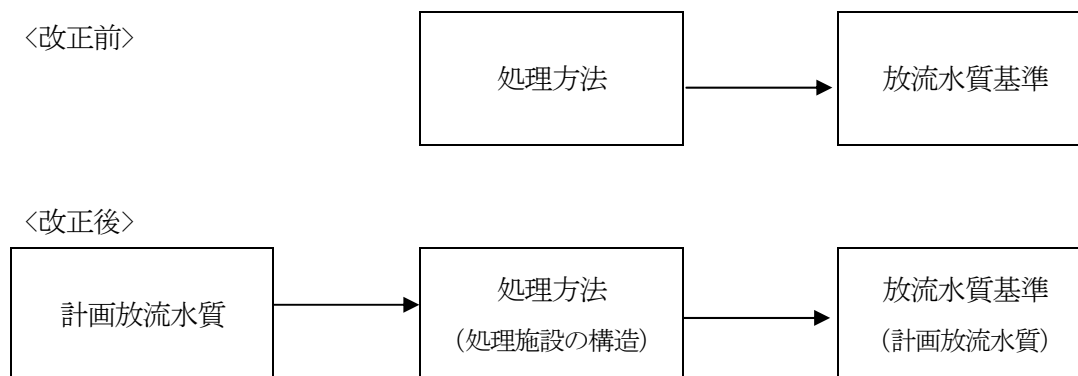 〈改正前〉
処理方法
放流水質基準
〈改正後〉
計画放流水質
処理方法
(処理施設の構造)
放流水質基準
(計画放流水質)